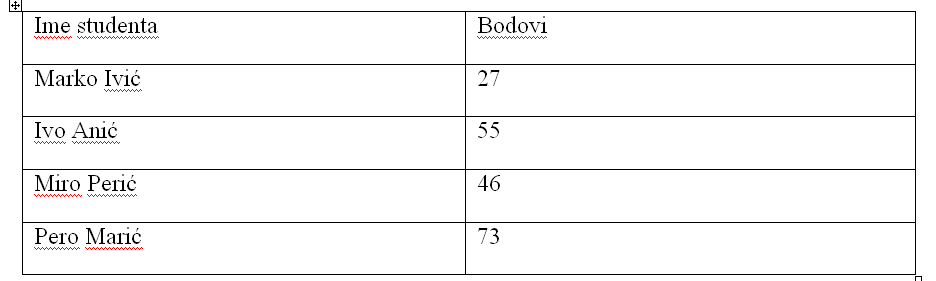 Ime studenta Bodovi
Marko Ivić 27
Ivo Anić 55
Miro Perić 46
Pero Marić 73